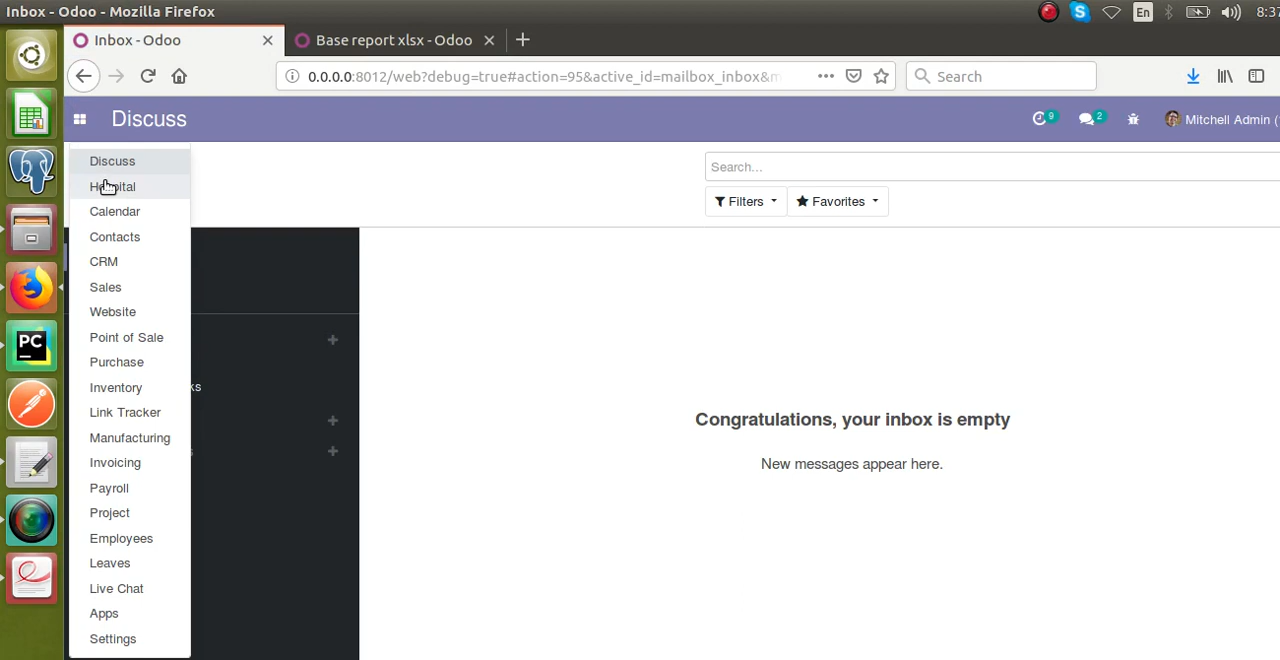 Inbox - Odoo - Mozilla Firefox
En
8:37
Inbox - Odoo
Base report xlsx - Odoo
0.0.0.0:8012/web?debug=true#action=95&active_id=mailbox_inbox&m
Search
Discuss
9
2
Mitchell Admin (
Discuss
Search...
Hospital
Filters
Favorites
Calendar
Contacts
CRM
Sales
Website
Point of Sale
Purchase
Inventory
ks
Link Tracker
Congratulations, your inbox is empty
Manufacturing
s
Invoicing
New messages appear here.
Payroll
Project
Employees
Leaves
Live Chat
Apps
Settings
PC